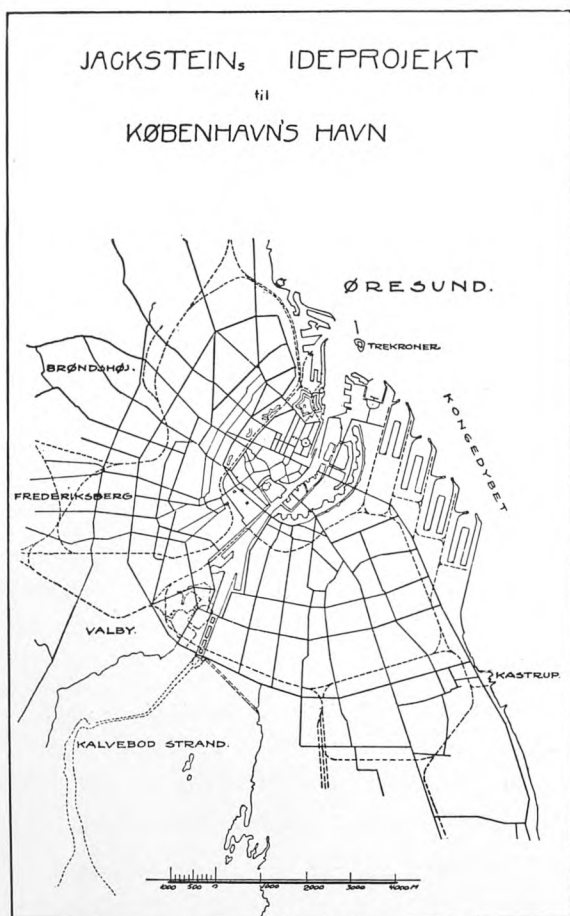 JACKSTEINs IDEPROJEKT
til
KØBENHAVN'S HAVN
ØRESUND.
TREKRONER
BRØNDSHØJ.
KONGEDYBET
FREDERIKSBERG
VALBY.
KASTRUP.
KALVEBOD STRAND.
1000 500 0 1000 2000 3000 4000 M